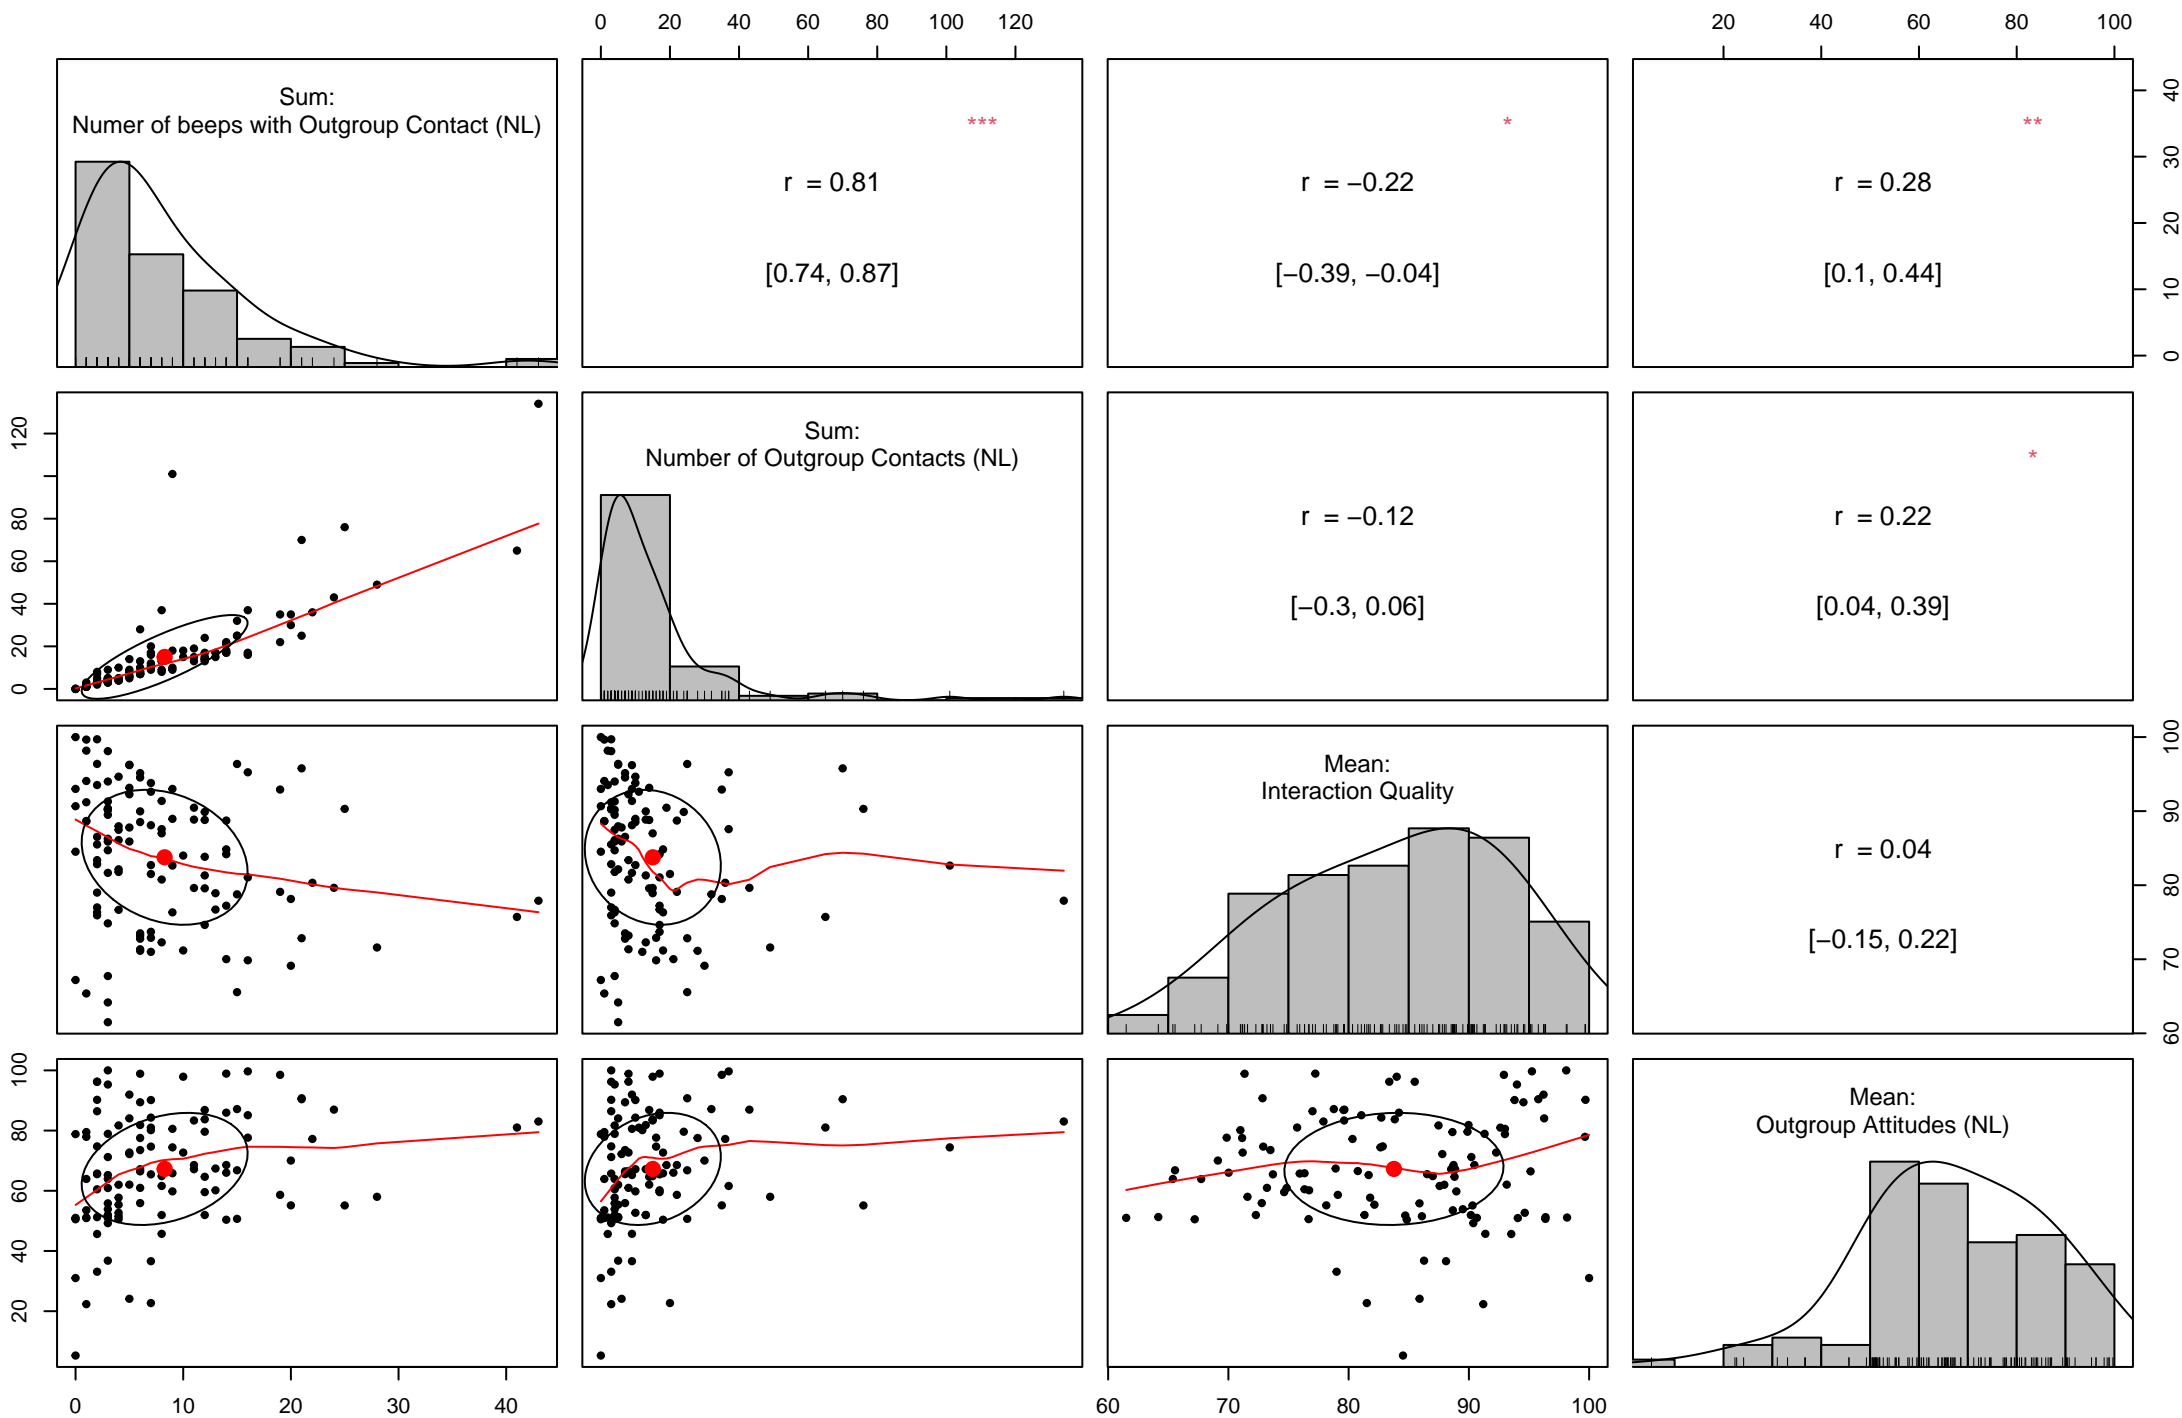 0 20 40 60 80 100 120
20 40 60 80 100
Sum:
Numer of beeps with Outgroup Contact (NL)
***
r = 0.81
[0.74, 0.87]
*
r = −0.22
[−0.39, −0.04]
**
r = 0.28
[0.1, 0.44]
0 10 20 30 40
0 20 40 60 80 120
Sum:
Number of Outgroup Contacts (NL)
r = −0.12
[−0.3, 0.06]
*
r = 0.22
[0.04, 0.39]
Mean:
Interaction Quality
r = 0.04
[−0.15, 0.22]
60 70 80 90 100
20 40 60 80 100
Mean:
Outgroup Attitudes (NL)
0 10 20 30 40
60 70 80 90 100